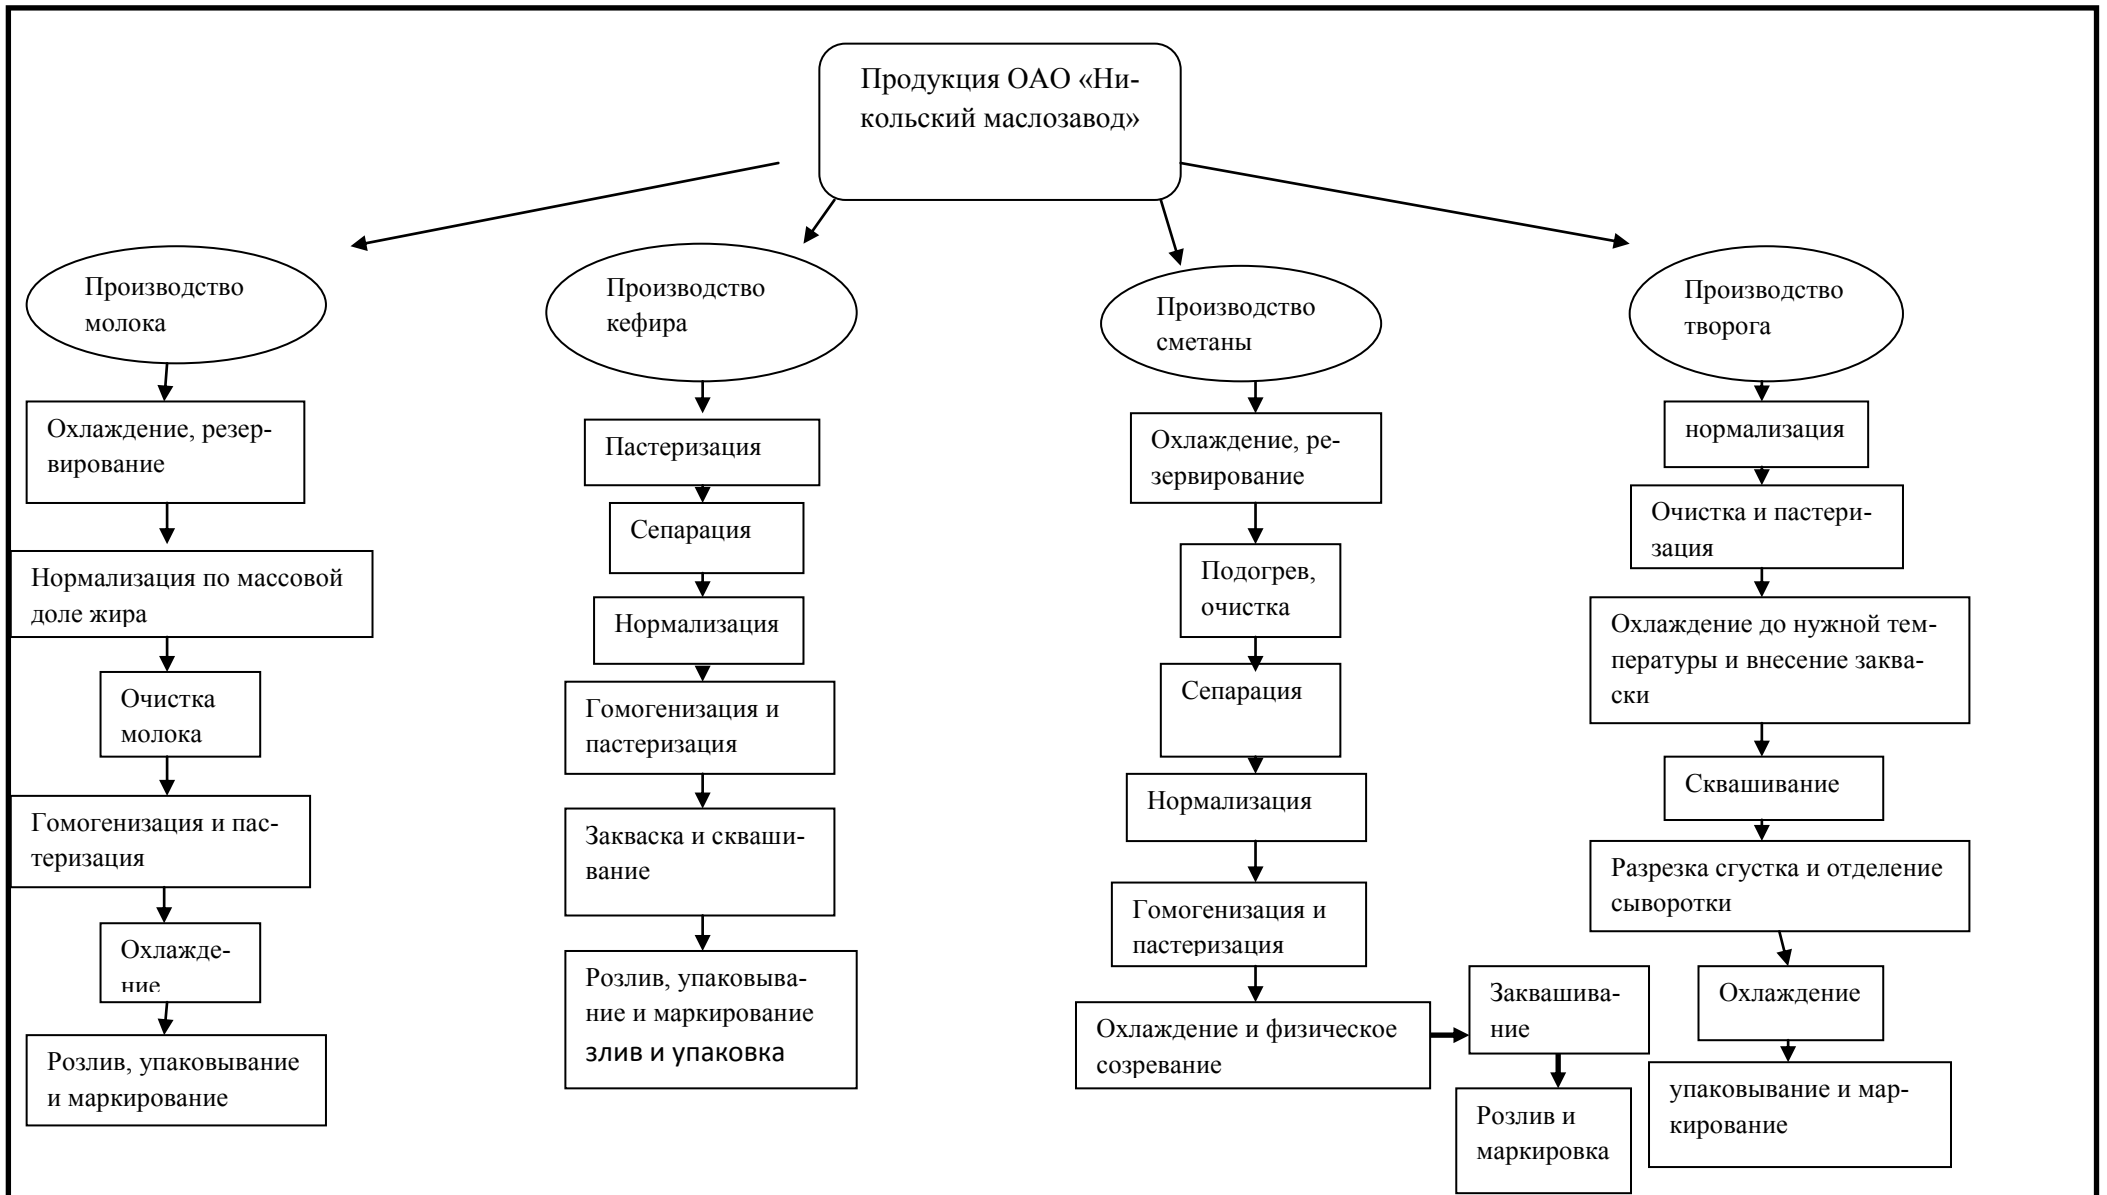 Продукция ОАО «Ни-
кольский маслозавод»
Производство
молока
Охлаждение, резер-
вирование
Нормализация по массовой
доле жира
Очистка
молока
Гомогенизация и пас-
теризация
Охлажде-
ние
Розлив, упаковывание
и маркирование
Производство
кефира
Пастеризация
Сепарация
Нормализация
Гомогенизация и
пастеризация
Закваска и сквоши-
вание
Розлив, упаковыва-
ние и маркирование
злив и упаковка
Производство
сметаны
Охлаждение, ре-
зервирование
Подогрев,
очистка
Сепарация
Нормализация
Гомогенизация и
пастеризация
Охлаждение и физическое
созревание
Заквашива-
ние
Розлив и
маркировка
Производство
творога
нормализация
Очистка и пастери-
зация
Охлаждение до нужной тем-
пературы и внесение заква-
ски
Сквашивание
Разрезка сгустка и отделение
сыворотки
Охлаждение
упаковывание и мар-
кирование